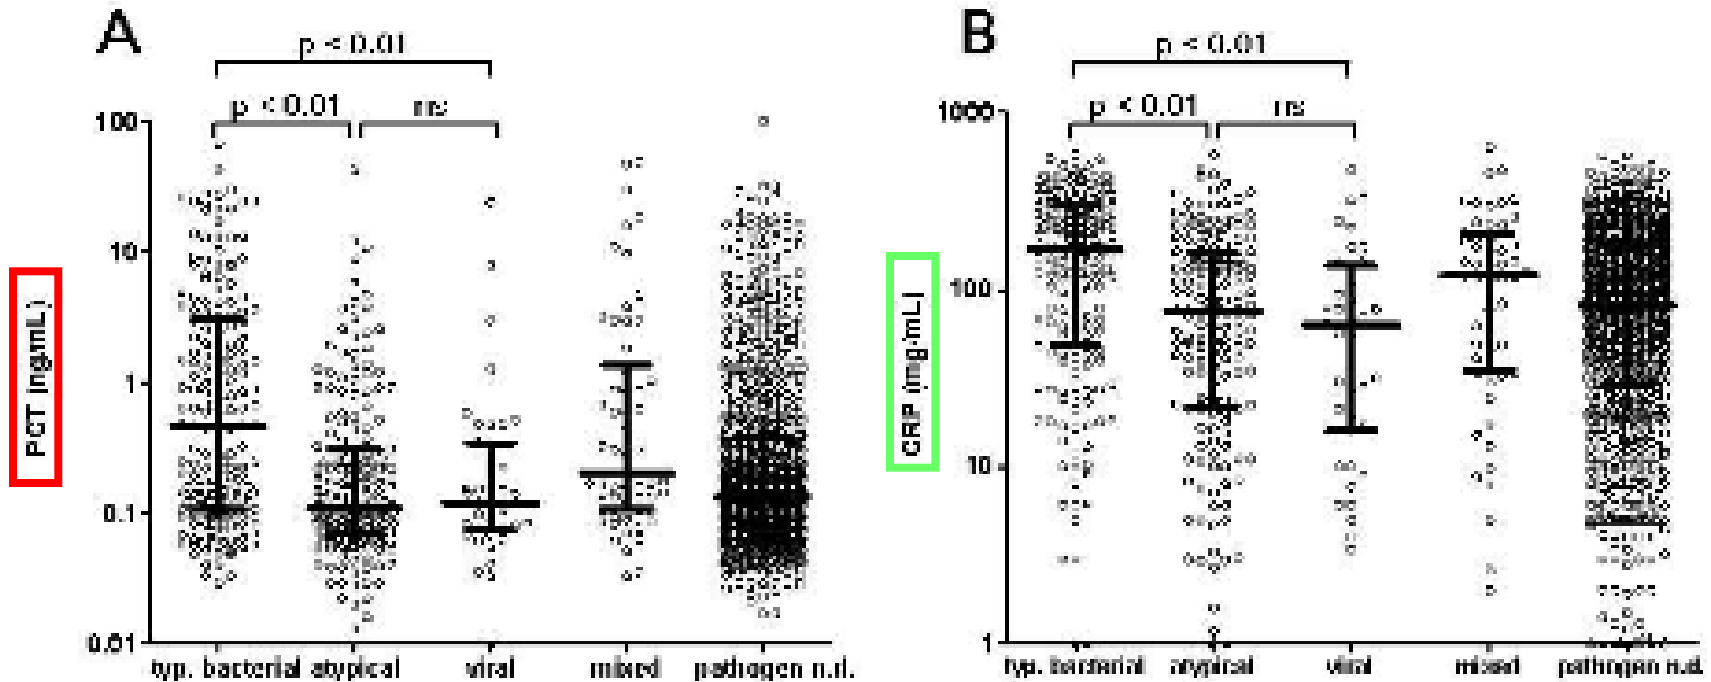 A
p < 0.01
p < 0.01
ns
100
10
1
0.1
0.01
PCT (ng/mL)
typ. bacterial
atypical
viral
mixed
pathogen n.d.
B
p < 0.01
p < 0.01
ns
1000
100
10
1
CRP (mg/mL)
typ. bacterial
atypical
viral
mixed
pathogen n.d.